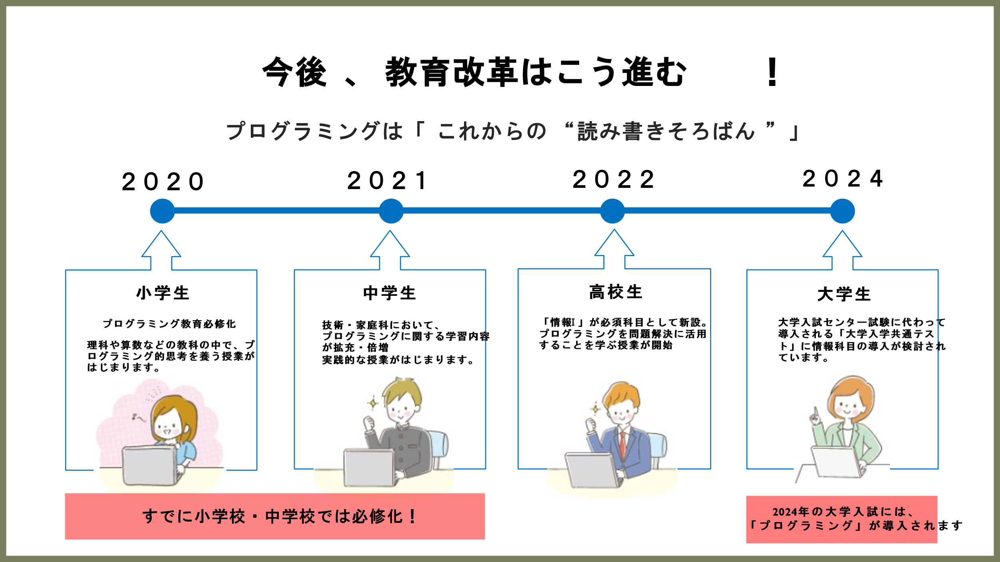 今後 、 教育改革はこう進む ！
プログラミングは「 これからの “読み書きそろばん ” 」
２０２０
２０２１
２０２２
２０２４
小学生
プログラミング教育必修化
理科や算数などの教科の中で、プ
ログラミング的思考を養う授業が
はじまります。
中学生
技術・家庭科において、
プログラミングに関する学習内容
が拡充・倍増
実践的な授業がはじまります。
高校生
「情報I 」が必須科目として新設。
プログラミングを問題解決に活用
することを学ぶ授業が開始
大学生
大学入試センター試験に代わって
導入される「大学入学共通テス
ト」に情報科目の導入が検討され
ています。
すでに小学校・中学校では必修化！
2024年の大学入試には、
「プログラミング」が導入されます